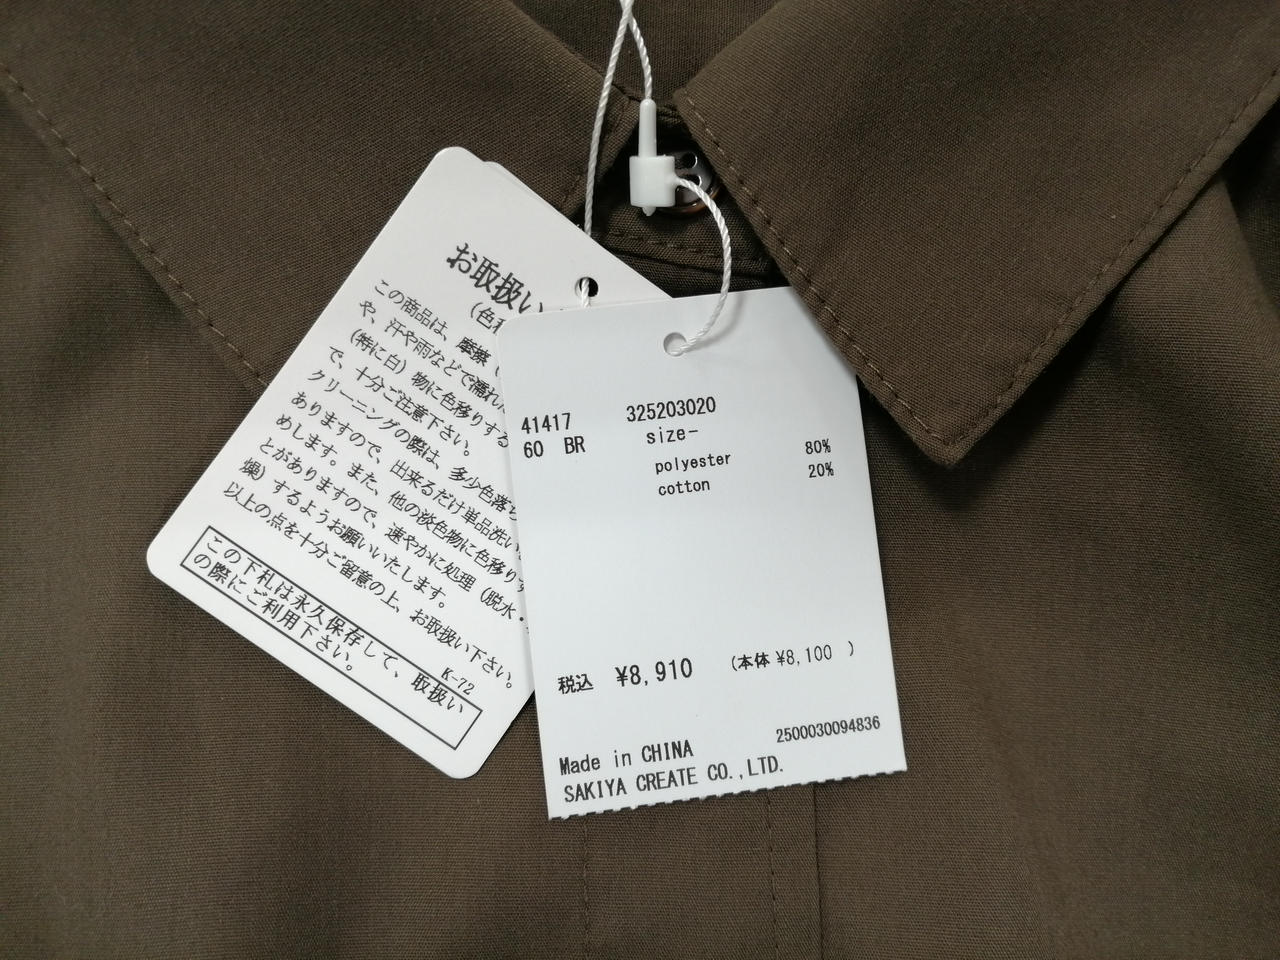 お取扱い
(色移
この商品は、摩擦(
や、汗や雨などで濡れた
(特に白)物に色移りする
で、十分ご注意下さい。
クリーニングの際は、多少色落ち
ありますので、出来るだけ単品洗い
めします。また、他の淡色物に色移りす
とがありますので、速やかに処理(脱水・
燥)するようお願いいたします。
以上の点を十分ご留意の上、お取扱い下さい。
K-72
この下札は永久保存して、取扱い
の際にご利用下さい。
41417 325203020
60 BR size-
polyester 80%
cotton 20%
税込 ¥8,910 (本体 ¥8,100 )
2500030094836
Made in CHINA
SAKIYA CREATE CO.,LTD.